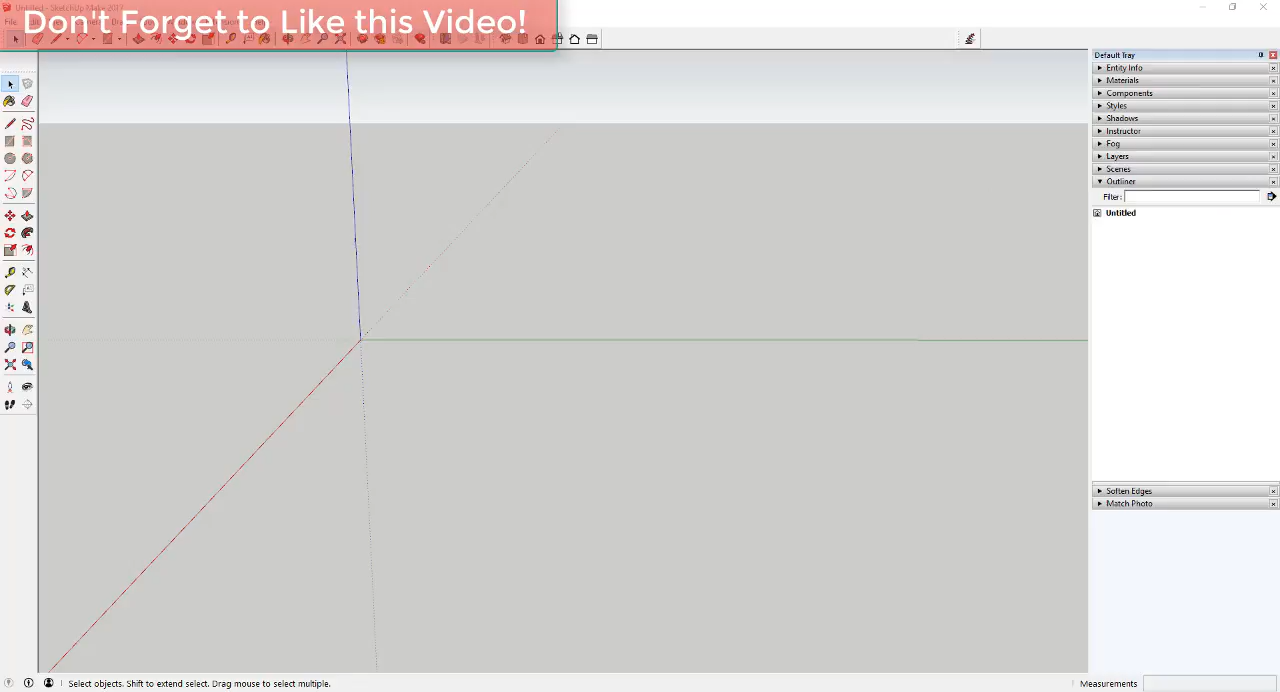 Don't Forget to Like this Video!
Default Tray
Entity Info
Materials
Components
Styles
Shadows
Instructor
Fog
Layers
Scenes
Outliner
Filter:
Untitled
Soften Edges
Match Photo
Select objects. Shift to extend select. Drag mouse to select multiple.
Measurements